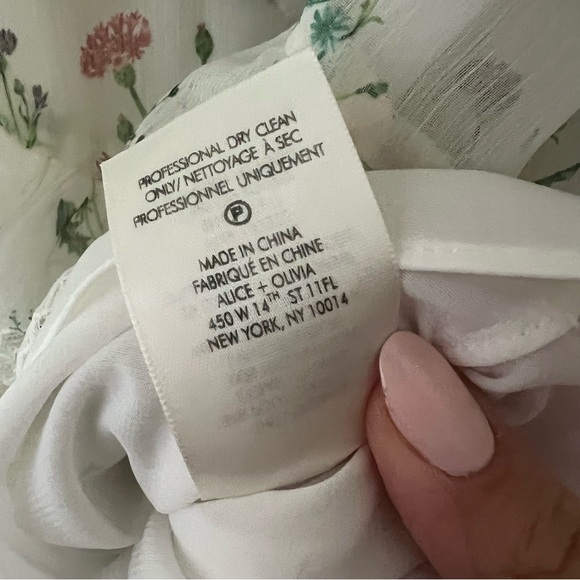 PROFESSIONAL DRY CLEAN
ONLY/ NETTOYAGE À SEC
PROFESSIONNEL UNIQUEMENT
P
MADE IN CHINA
FABRIQUÉ EN CHINE
ALICE + OLIVIA
450 W 14TH ST 11FL
NEW YORK, NY 10014